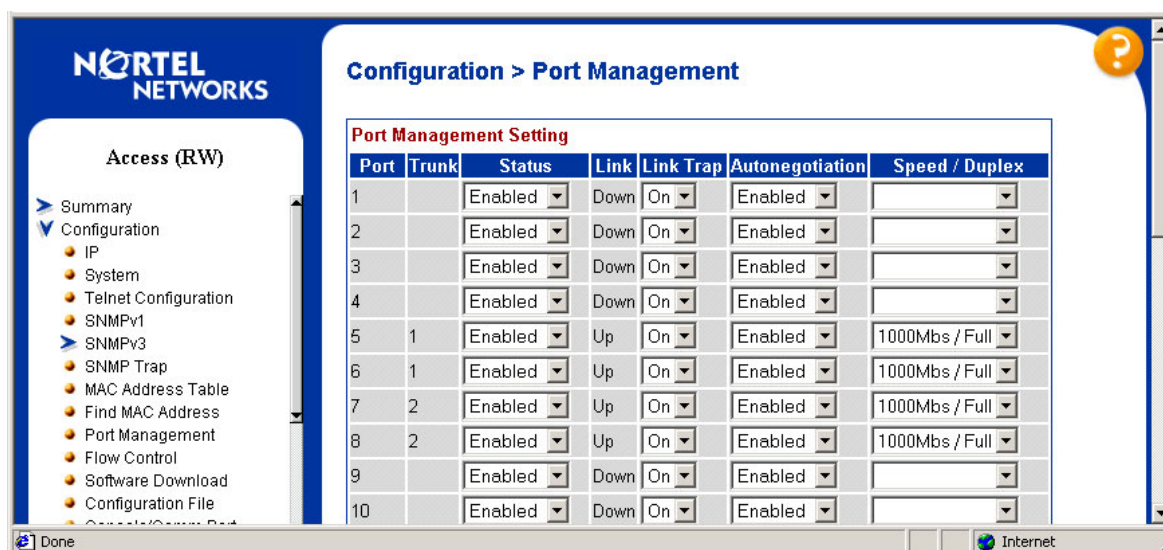 NORTEL
NETWORKS
Access (RW)
Summary
Configuration
IP
System
Telnet Configuration
SNMPv1
SNMPv3
SNMP Trap
MAC Address Table
Find MAC Address
Port Management
Flow Control
Software Download
Configuration File
Console/Comm Port
?
Configuration > Port Management
Port Management Setting
Port Trunk Status Link Link Trap Autonegotiation Speed / Duplex
1 Enabled Down On Enabled
2 Enabled Down On Enabled
3 Enabled Down On Enabled
4 Enabled Down On Enabled
5 1 Enabled Up On Enabled 1000Mbs / Full
6 1 Enabled Up On Enabled 1000Mbs / Full
7 2 Enabled Up On Enabled 1000Mbs / Full
8 2 Enabled Up On Enabled 1000Mbs / Full
9 Enabled Down On Enabled
10 Enabled Down On Enabled
Done
Internet